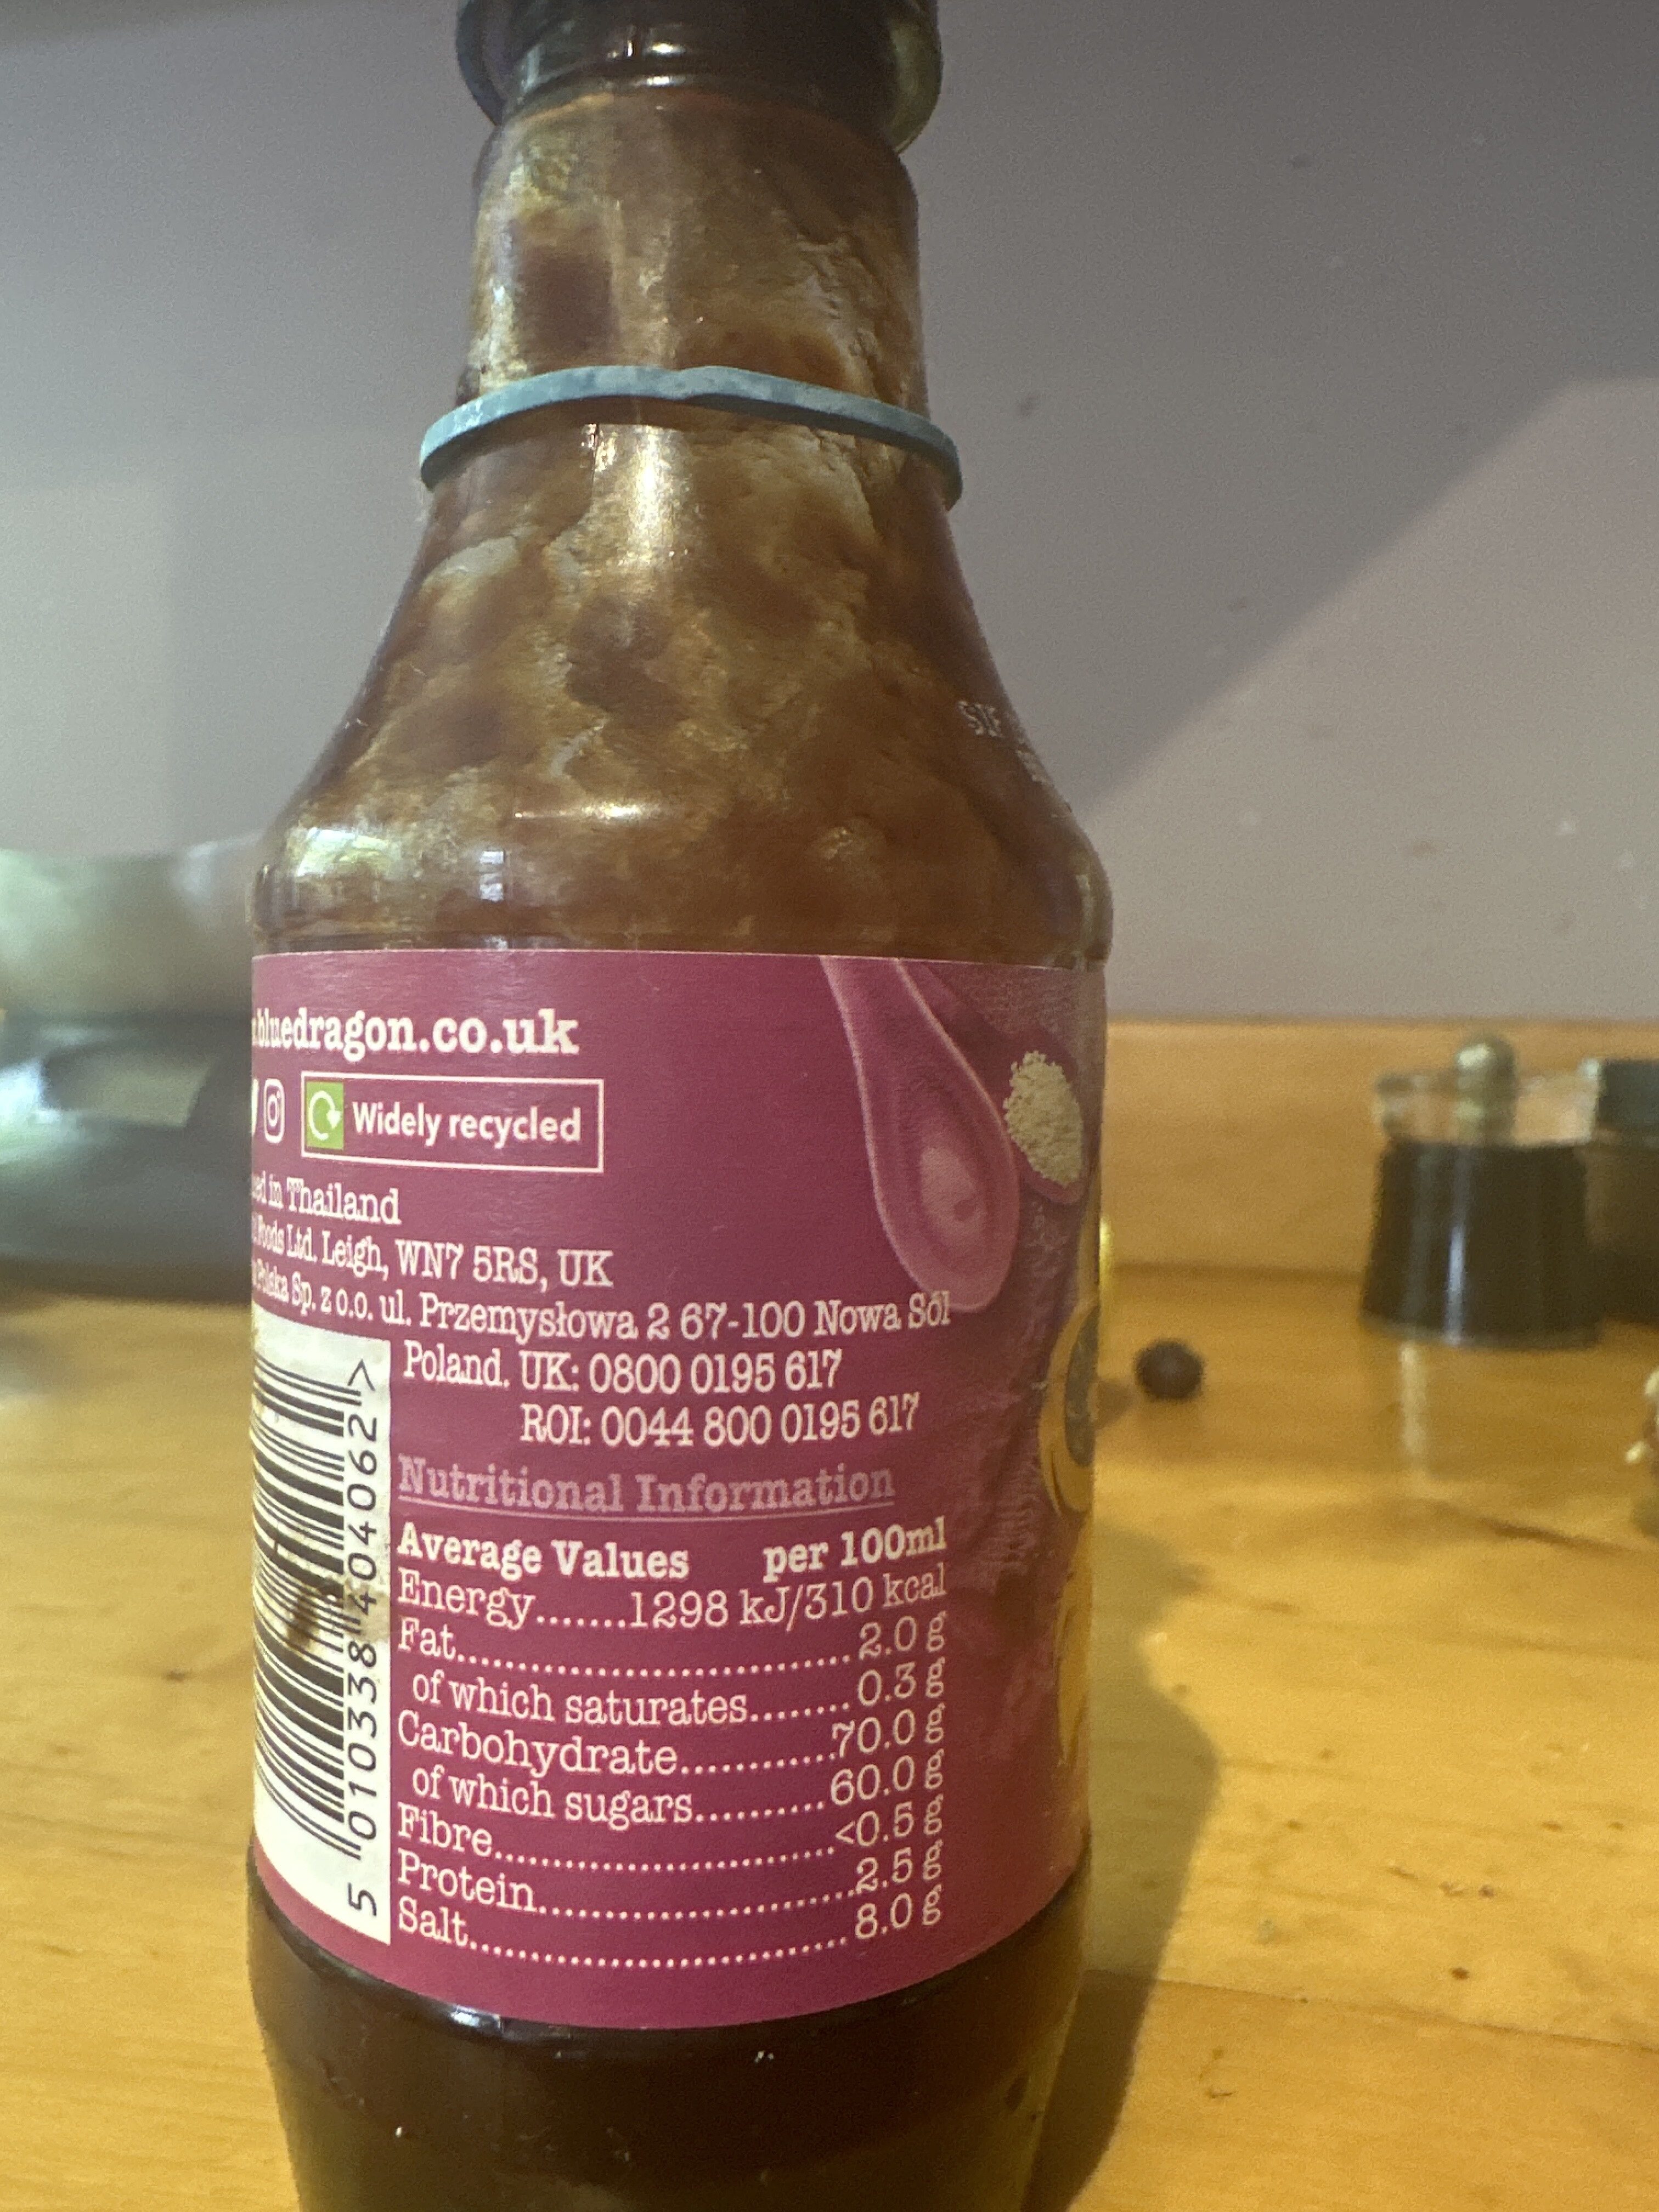 bluedragon.co.uk
Widely recycled
in Thailand
Foods Ltd. Leigh, WN7 5RS, UK
Polska Sp. z o.o. ul. Przemysłowa 2 67-100 Nowa Sól
Poland. UK: 0800 0195 617
ROI: 0044 800 0195 617
Nutritional Information
Average Values per 100ml
Energy.......1298 kJ/310 kcal
Fat................................ 2.0 g
of which saturates........ 0.3 g
Carbohydrate............ 70.0 g
of which sugars.......... 60.0 g
Fibre............................ <0.5 g
Protein......................... 2.5 g
Salt............................... 8.0 g
5 010338 404062 >